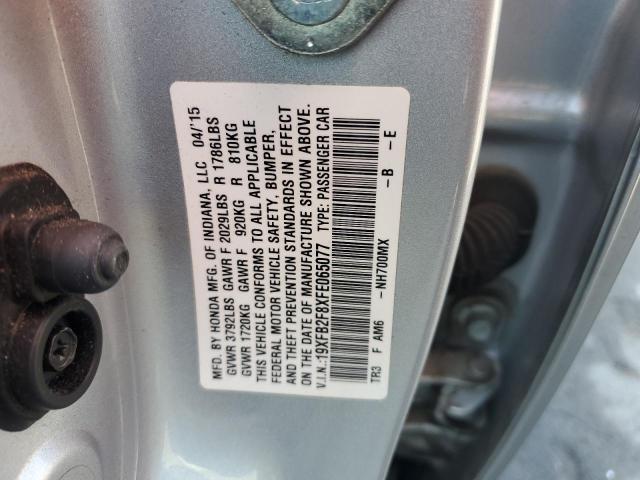 MFD. BY HONDA MFG. OF INDIANA, LLC 04/'15
GVWR 3792LBS GAWR F 2029LBS R 1786LBS
GVWR 1720KG GAWR F 920KG R 810KG
THIS VEHICLE CONFORMS TO ALL APPLICABLE
FEDERAL MOTOR VEHICLE SAFETY, BUMPER,
AND THEFT PREVENTION STANDARDS IN EFFECT
ON THE DATE OF MANUFACTURE SHOWN ABOVE.
V.I.N.:19XFB2F8XFE065077 TYPE: PASSENGER CAR
TR3 F AM6 -NH700MX -B -E